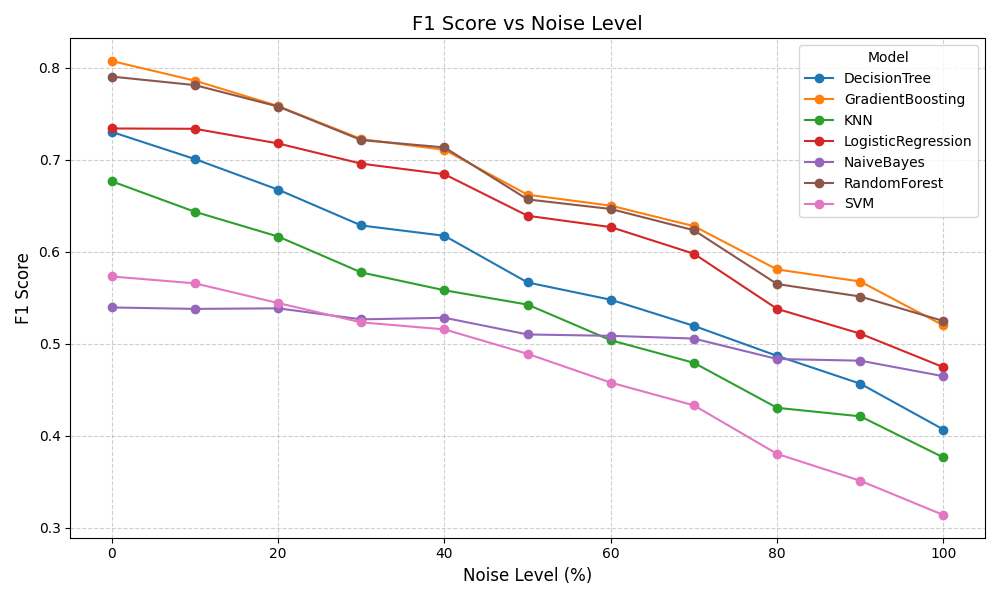 F1 Score vs Noise Level
Model
DecisionTree
GradientBoosting
KNN
LogisticRegression
NaiveBayes
RandomForest
SVM
F1 Score
0.8
0.7
0.6
0.5
0.4
0.3
0 20 40 60 80 100
Noise Level (%)